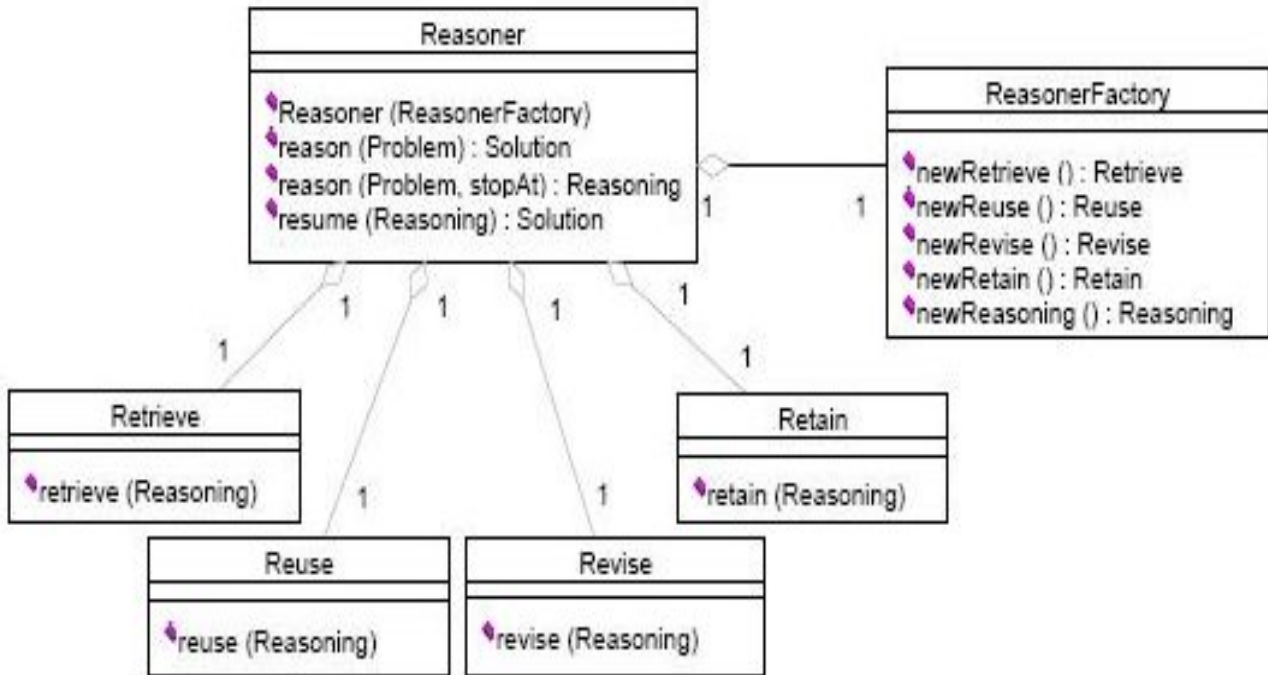 Reasoner
Reasoner (ReasonerFactory)
reason (Problem) : Solution
reason (Problem, stopAt) : Reasoning
resume (Reasoning) : Solution
1
1
ReasonerFactory
newRetrieve () : Retrieve
newReuse () : Reuse
newRevise () : Revise
newRetain () : Retain
newReasoning () : Reasoning
1
1
1
1
1
1
Retrieve
retrieve (Reasoning)
Retain
retain (Reasoning)
1
1
Reuse
reuse (Reasoning)
Revise
revise (Reasoning)